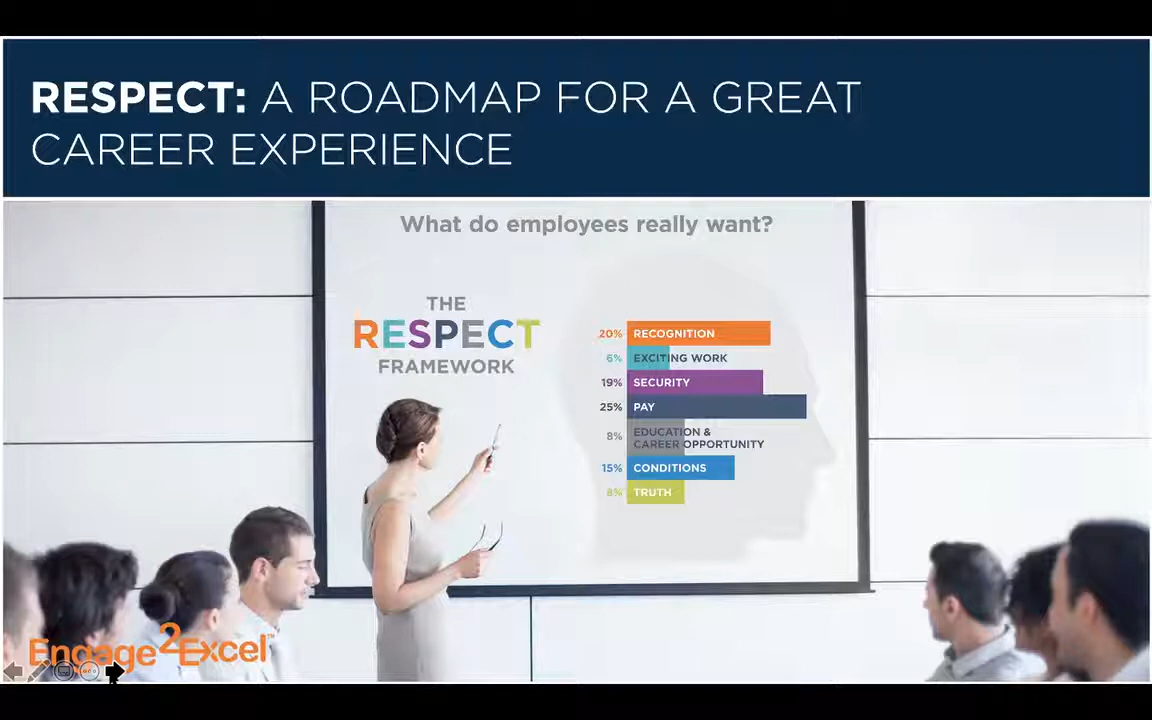 RESPECT: A ROADMAP FOR A GREAT
CAREER EXPERIENCE
What do employees really want?
THE
RESPECT
FRAMEWORK
20% RECOGNITION
6% EXCITING WORK
19% SECURITY
25% PAY
8% EDUCATION &
CAREER OPPORTUNITY
15% CONDITIONS
8% TRUTH
Engage2Excel™